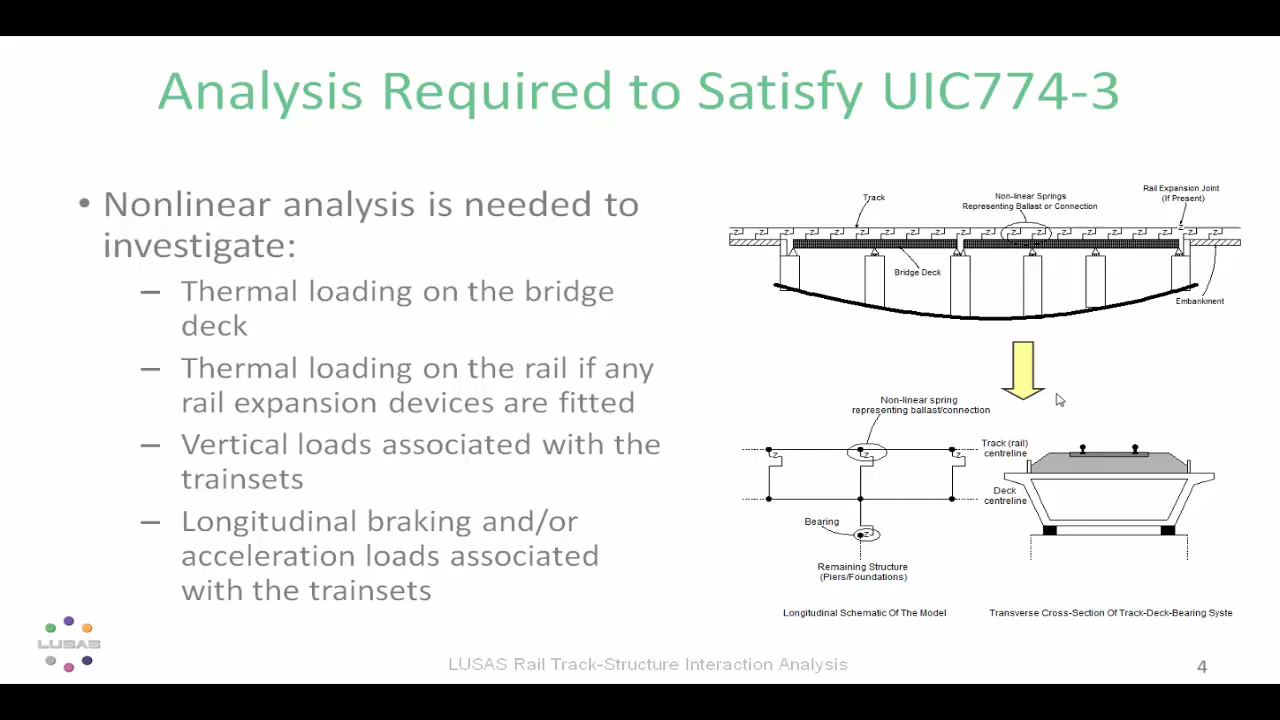 Analysis Required to Satisfy UIC774-3
• Nonlinear analysis is needed to
investigate:
– Thermal loading on the bridge
deck
– Thermal loading on the rail if any
rail expansion devices are fitted
– Vertical loads associated with the
trainsets
– Longitudinal braking and/or
acceleration loads associated
with the trainsets
Track
Non-linear Springs
Representing Ballast or Connection
Rail Expansion Joint
(If Present)
Bridge Deck
Embankment
Non-linear spring
representing ballast/connection
Track (rail)
centreline
Deck
centreline
Bearing
Remaining Structure
(Piers/Foundations)
Longitudinal Schematic Of The Model
Transverse Cross-Section Of Track-Deck-Bearing Syste
LUSAS
LUSAS Rail Track-Structure Interaction Analysis
4